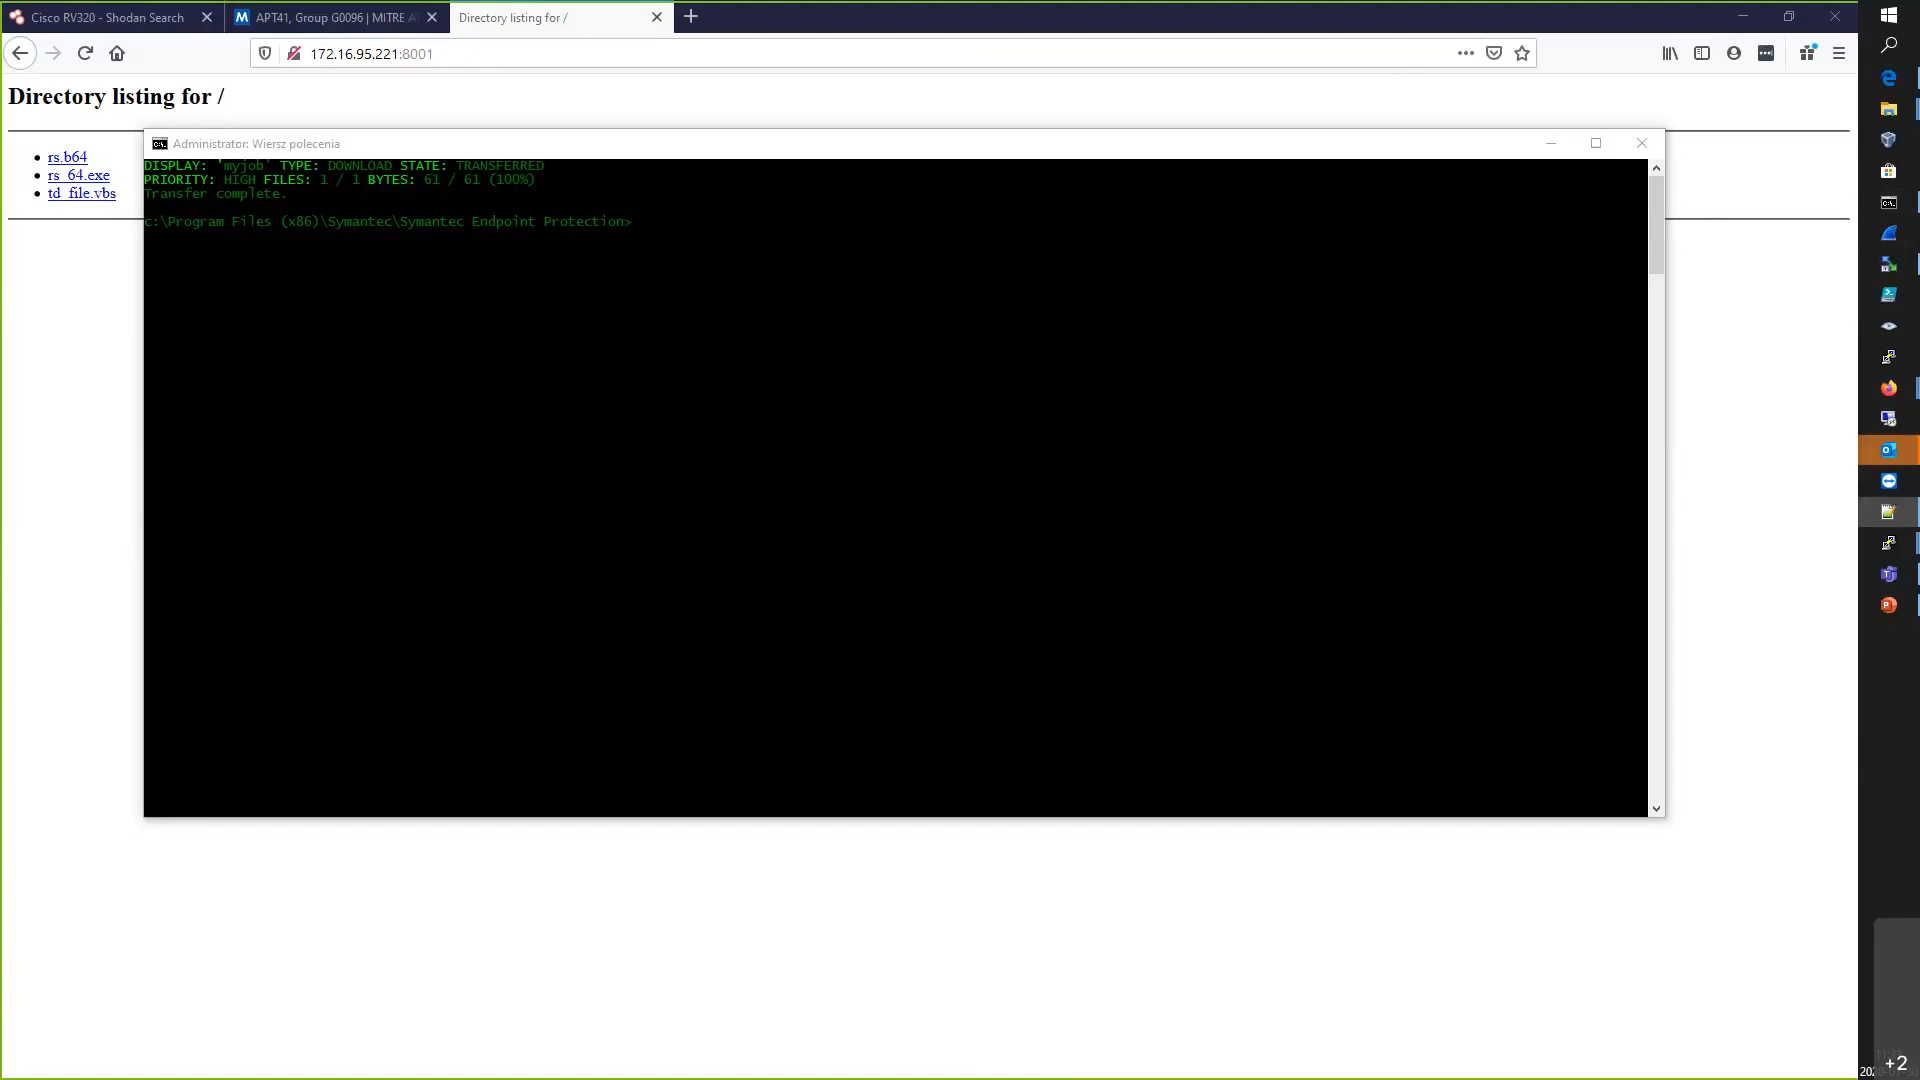 Cisco RV320 - Shodan Search
APT41, Group G0096 | MITRE A
Directory listing for /
172.16.95.221:8001
Directory listing for /
rs.b64
rs_64.exe
td_file.vbs
Administrator: Wiersz polecenia
DISPLAY: 'myjob' TYPE: DOWNLOAD STATE: TRANSFERRED
PRIORITY: HIGH FILES: 1 / 1 BYTES: 61 / 61 (100%)
Transfer complete.
c:\Program Files (x86)\Symantec\Symantec Endpoint Protection>
+2